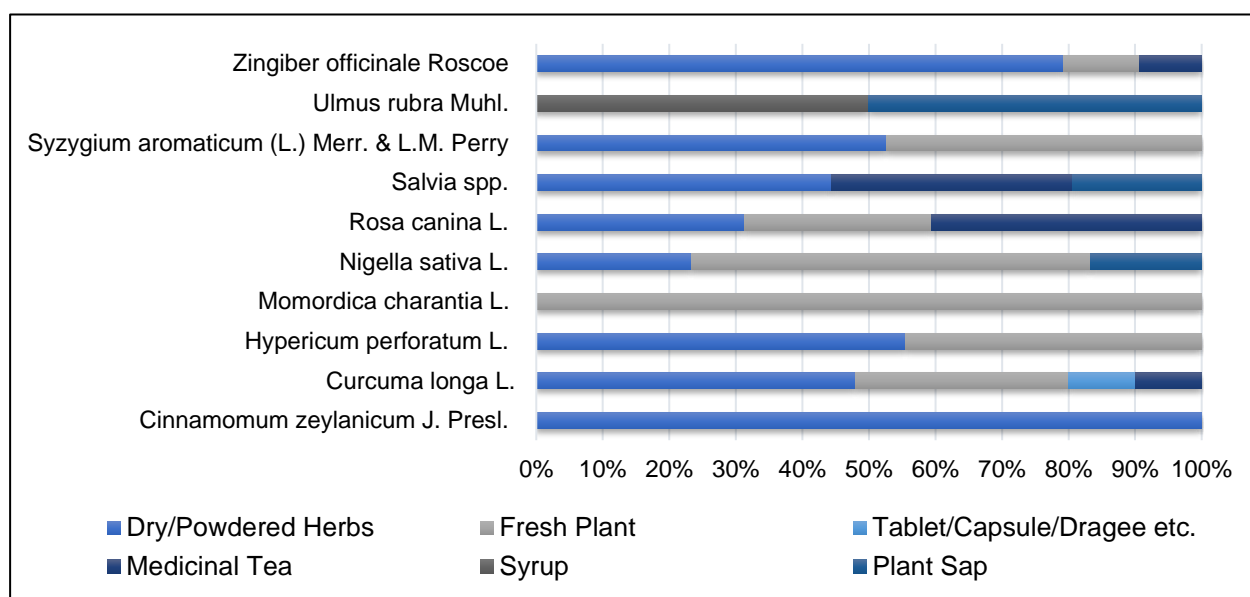 Zingiber officinale Roscoe
Ulmus rubra Muhl.
Syzygium aromaticum (L.) Merr. & L.M. Perry
Salvia spp.
Rosa canina L.
Nigella sativa L.
Momordica charantia L.
Hypericum perforatum L.
Curcuma longa L.
Cinnamomum zeylanicum J. Presl.
0% 10% 20% 30% 40% 50% 60% 70% 80% 90% 100%
Dry/Powdered Herbs Fresh Plant Tablet/Capsule/Dragee etc.
Medicinal Tea Syrup Plant Sap